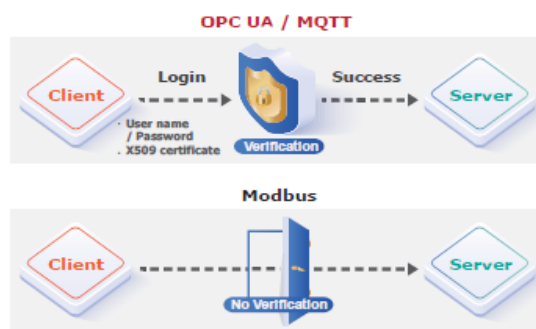 OPC UA / MQTT
Client
Login
Success
Server
· User name
/ Password
. X509 certificate
Verification
Modbus
Client
No Verification
Server